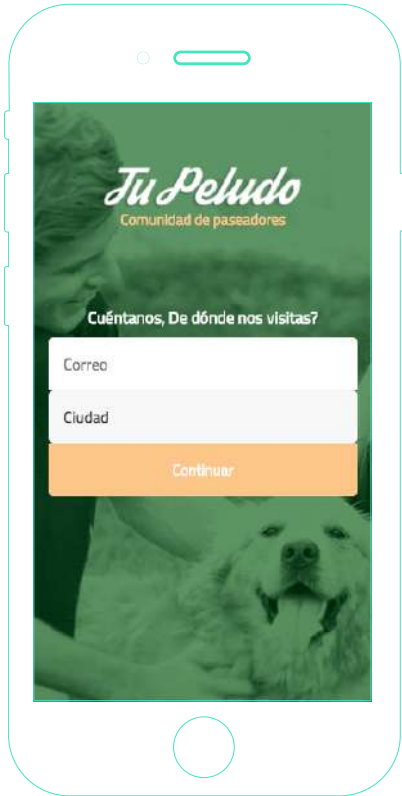 Tu Peludo
Comunidad de paseadores
Cuéntanos, De dónde nos visitas?
Correo
Ciudad
Continuar